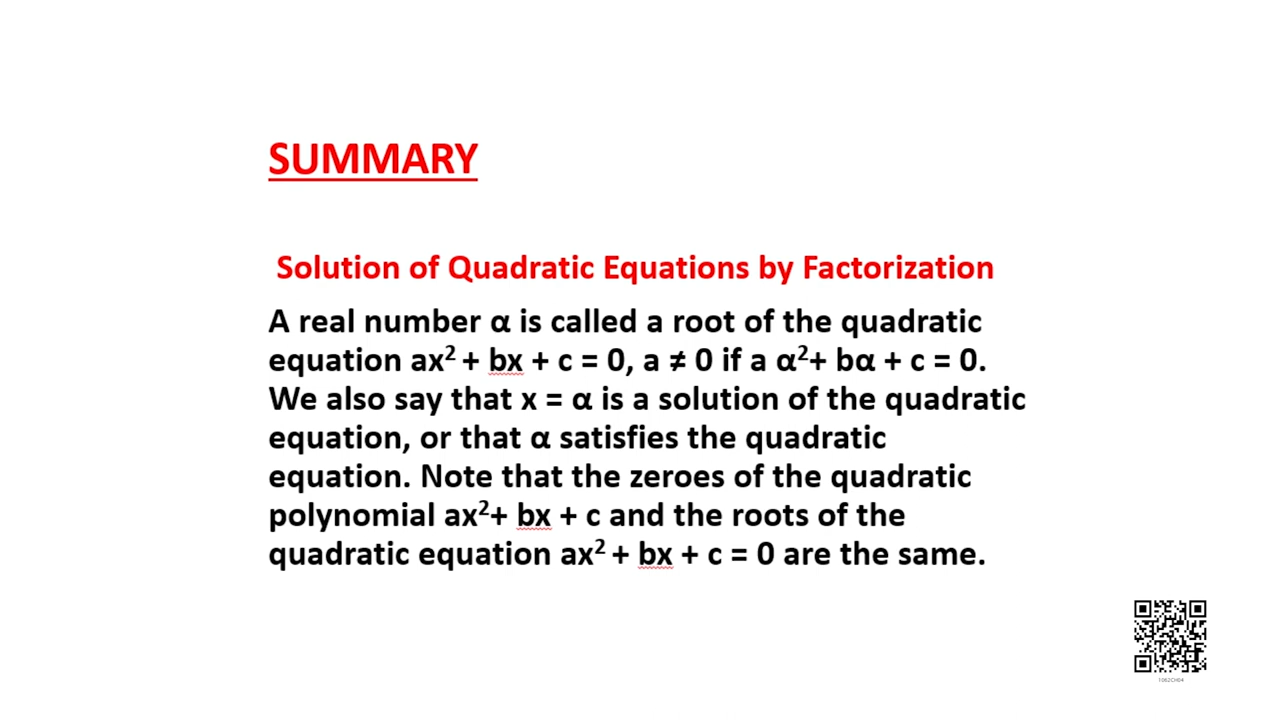 SUMMARY
Solution of Quadratic Equations by Factorization
A real number α is called a root of the quadratic
equation ax² + bx + c = 0, a ≠ 0 if a α²+ bα + c = 0.
We also say that x = α is a solution of the quadratic
equation, or that α satisfies the quadratic
equation. Note that the zeroes of the quadratic
polynomial ax²+ bx + c and the roots of the
quadratic equation ax² + bx + c = 0 are the same.
1062CH04